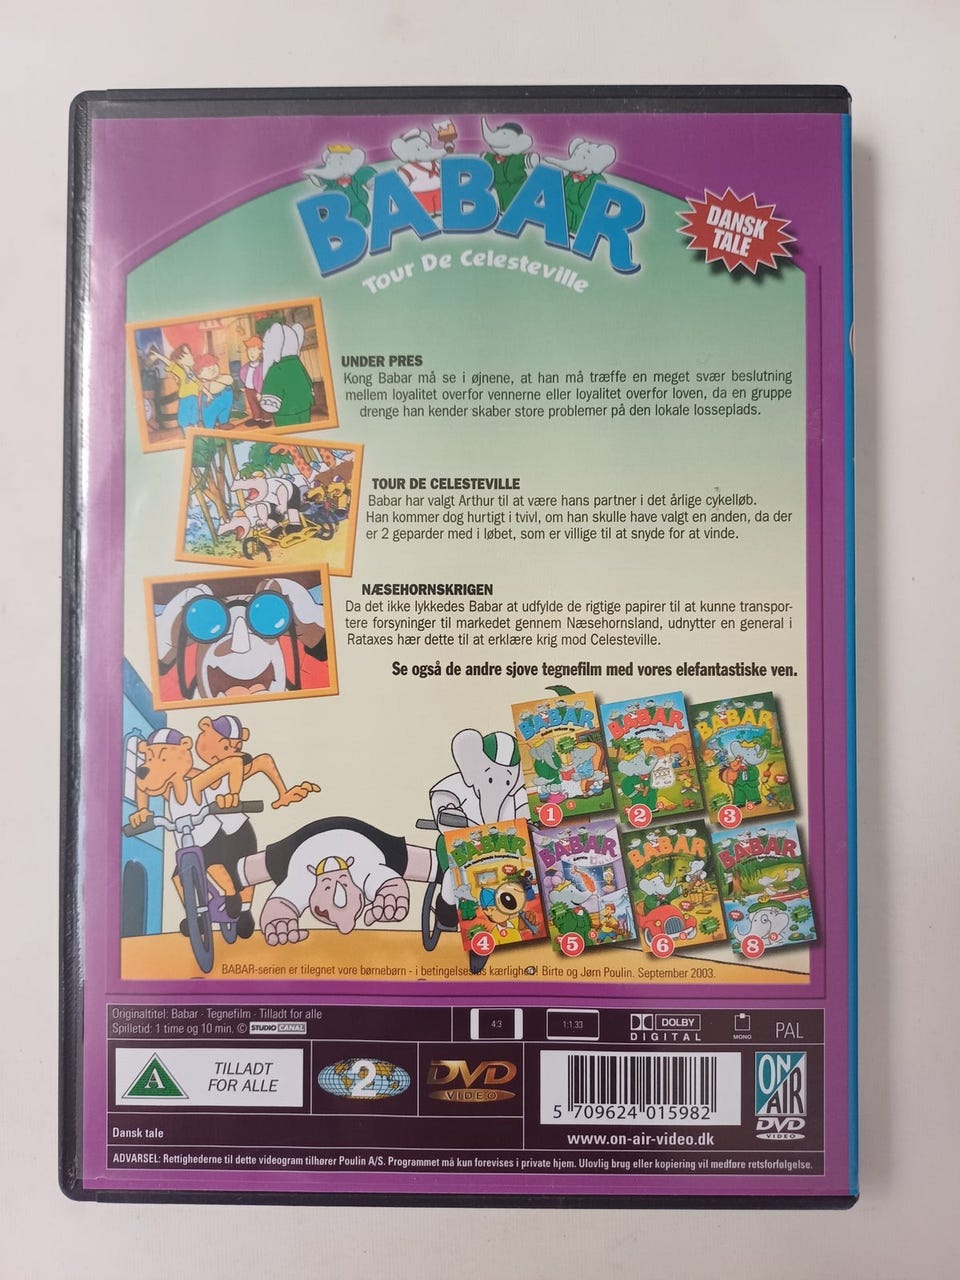 BABAR
Tour De Celesteville
DANSK
TALE
UNDER PRES
Kong Babar må se i øjnene, at han må træffe en meget svær beslutning
mellem loyalitet overfor vennerne eller loyalitet overfor loven, da en gruppe
drenge han kender skaber store problemer på den lokale losseplads.
TOUR DE CELESTEVILLE
Babar har valgt Arthur til at være hans partner i det årlige cykelløb.
Han kommer dog hurtigt i tvivl, om han skulle have valgt en anden, da der
er 2 geparder med i løbet, som er villige til at snyde for at vinde.
NÆSEHORNSKRIGEN
Da det ikke lykkedes Babar at udfylde de rigtige papirer til at kunne transpor-
tere forsyninger til markedet gennem Næsehornsland, udnytter en general i
Rataxes hær dette til at erklære krig mod Celesteville.
Se også de andre sjove tegnefilm med vores elefantastiske ven.
BABAR BABAR BABAR
1 2 3
BABAR BABAR BABAR BABAR
4 5 6 8
BABAR-serien er tilegnet vore børnebørn - i betingelsesløs kærlighed! Birte og Jørn Poulin. September 2003.
Originaltitel: Babar · Tegnefilm · Tilladt for alle
Spilletid: 1 time og 10 min. © STUDIO CANAL
4:3
1:1.33
DOLBY
DIGITAL
MONO
PAL
A
TILLADT
FOR ALLE
2
DVD
VIDEO
5 709624 015982
www.on-air-video.dk
ON
AIR
DVD
VIDEO
Dansk tale
ADVARSEL: Rettighederne til dette videogram tilhører Poulin A/S. Programmet må kun forevises i private hjem. Ulovlig brug eller kopiering vil medføre retsforfølgelse.